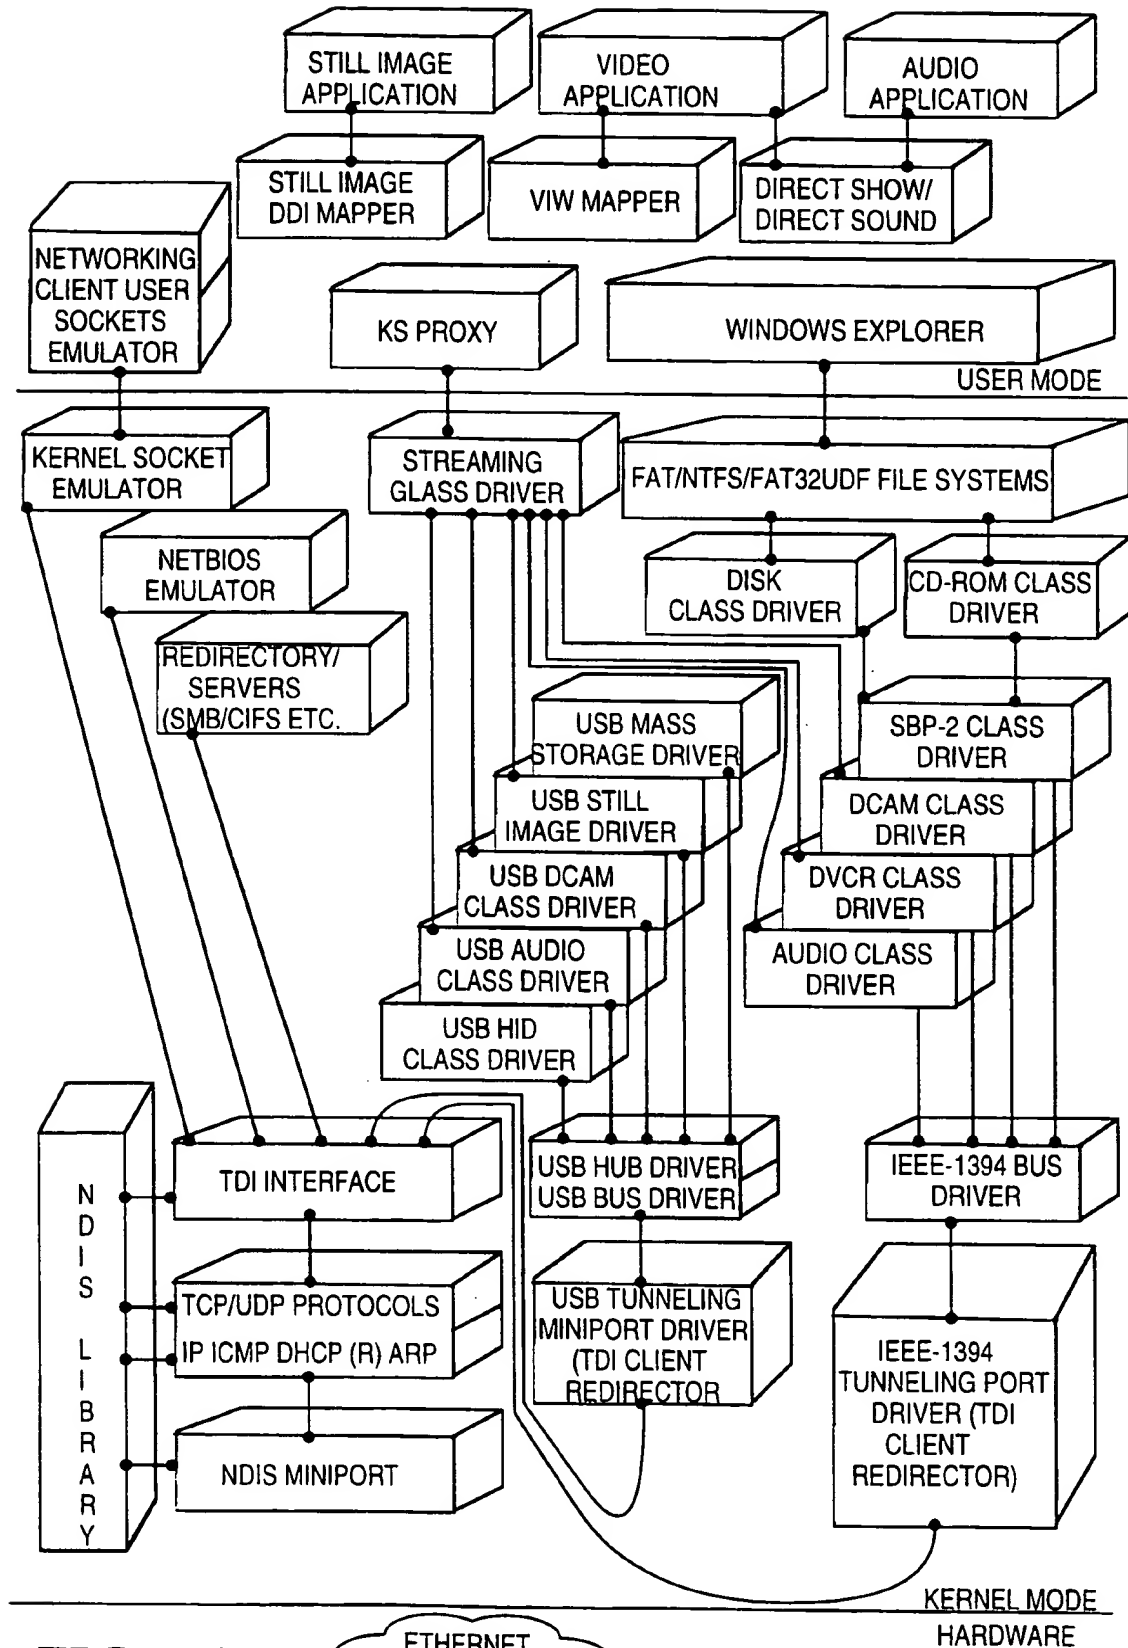 STILL IMAGE
APPLICATION
VIDEO
APPLICATION
AUDIO
APPLICATION
STILL IMAGE
DDI MAPPER
VIW MAPPER
DIRECT SHOW/
DIRECT SOUND
NETWORKING
CLIENT USER
SOCKETS
EMULATOR
KS PROXY
WINDOWS EXPLORER
USER MODE
KERNEL SOCKET
EMULATOR
STREAMING
GLASS DRIVER
FAT/NTFS/FAT32UDF FILE SYSTEMS
NETBIOS
EMULATOR
DISK
CLASS DRIVER
CD-ROM CLASS
DRIVER
REDIRECTORY/
SERVERS
(SMB/CIFS ETC.
USB MASS
STORAGE DRIVER
SBP-2 CLASS
DRIVER
USB STILL
IMAGE DRIVER
DCAM CLASS
DRIVER
USB DCAM
CLASS DRIVER
DVCR CLASS
DRIVER
USB AUDIO
CLASS DRIVER
AUDIO CLASS
DRIVER
USB HID
CLASS DRIVER
NDIS LIBRARY
TDI INTERFACE
USB HUB DRIVER
USB BUS DRIVER
IEEE-1394 BUS
DRIVER
TCP/UDP PROTOCOLS
IP ICMP DHCP (R) ARP
USB TUNNELING
MINIPORT DRIVER
(TDI CLIENT
REDIRECTOR
IEEE-1394
TUNNELING PORT
DRIVER (TDI
CLIENT
REDIRECTOR)
NDIS MINIPORT
KERNEL MODE
HARDWARE
ETHERNET